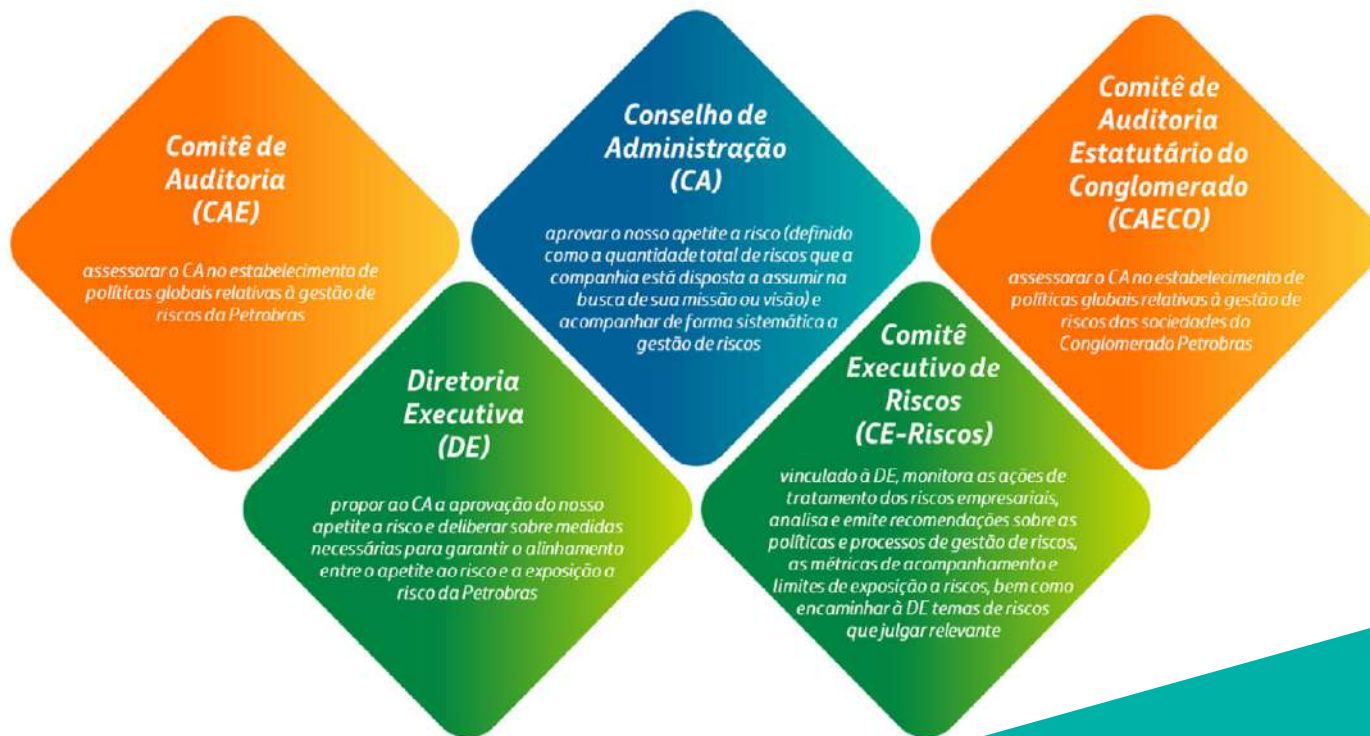 Comitê de
Auditoria
(CAE)
assessorar o CA no estabelecimento de
políticas globais relativas à gestão de
riscos da Petrobras
Conselho de
Administração
(CA)
aprovar o nosso apetite a risco (definido
como a quantidade total de riscos que a
companhia está disposta a assumir na
busca de sua missão ou visão) e
acompanhar de forma sistemática a
gestão de riscos
Comitê de
Auditoria
Estatutário do
Conglomerado
(CAECO)
assessorar o CA no estabelecimento de
políticas globais relativas à gestão de
riscos das sociedades do
Conglomerado Petrobras
Diretoria
Executiva
(DE)
propor ao CA a aprovação do nosso
apetite a risco e deliberar sobre medidas
necessárias para garantir o alinhamento
entre o apetite ao risco e a exposição a
risco da Petrobras
Comitê
Executivo de
Riscos
(CE-Riscos)
vinculado à DE, monitora as ações de
tratamento dos riscos empresariais,
analisa e emite recomendações sobre as
políticas e processos de gestão de riscos,
as métricas de acompanhamento e
limites de exposição a riscos, bem como
encaminhar à DE temas de riscos
que julgar relevante